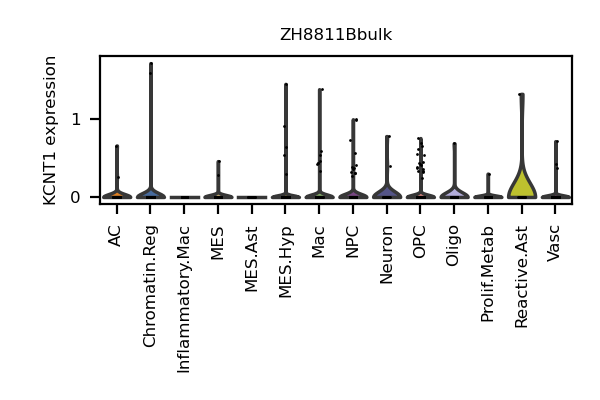 ZH8811Bbulk
KCNT1 expression
1
0
AC
Chromatin.Reg
Inflammatory.Mac
MES
MES.Ast
MES.Hyp
Mac
NPC
Neuron
OPC
Oligo
Prolif.Metab
Reactive.Ast
Vasc